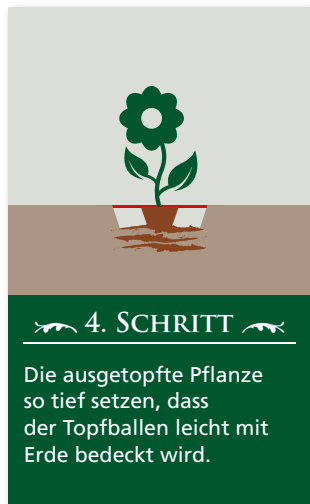 4. Schritt
Die ausgetopfte Pflanze
so tief setzen, dass
der Topfballen leicht mit
Erde bedeckt wird.